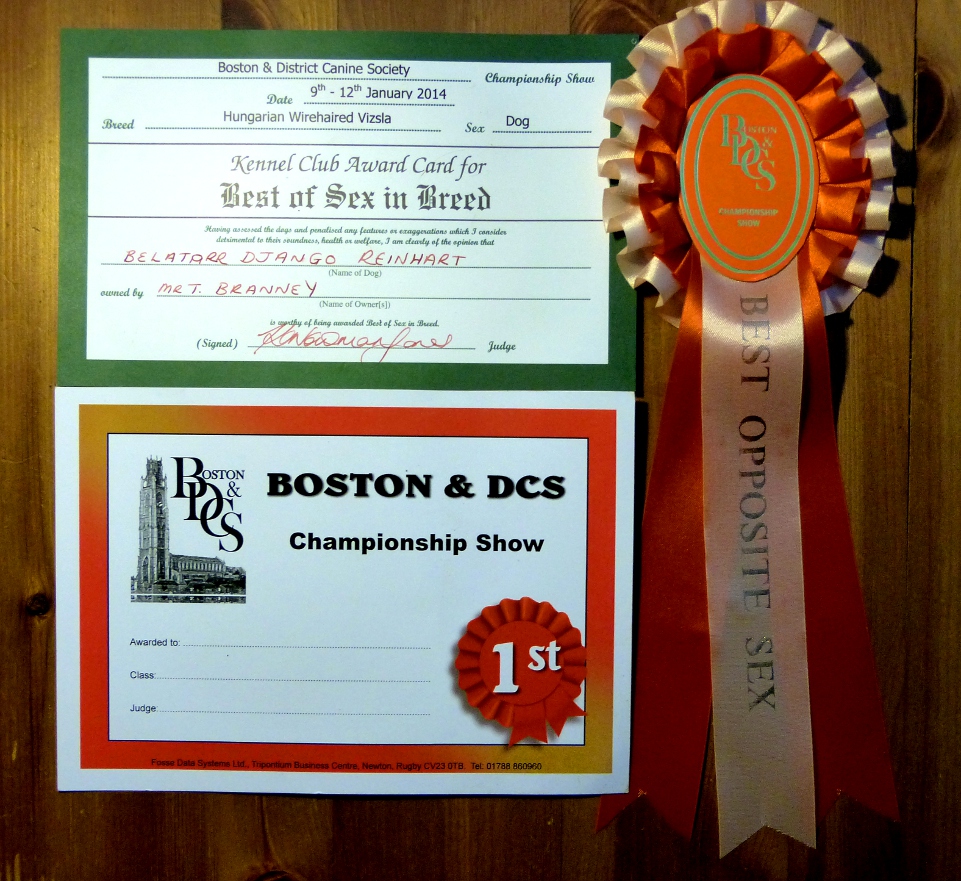 Boston & District Canine Society Championship Show
Date 9th - 12th January 2014
Breed Hungarian Wirehaired Vizsla Sex Dog
Kennel Club Award Card for
Best of Sex in Breed
Having assessed the dogs and penalised any features or exaggerations which I consider
detrimental to their soundness, health or welfare, I am clearly of the opinion that
BELATARR DJANGO REINHART
(Name of Dog)
owned by MR T. BRANNEY
(Name of Owner[s])
is worthy of being awarded Best of Sex in Breed.
(Signed) Judge
BOSTON
&
DCS
CHAMPIONSHIP
SHOW
BEST OPPOSITE SEX
BOSTON
&
DCS
BOSTON & DCS
Championship Show
Awarded to:
Class:
Judge:
1st
Fosse Data Systems Ltd., Tripontium Business Centre, Newton, Rugby CV23 0TB. Tel: 01788 860960